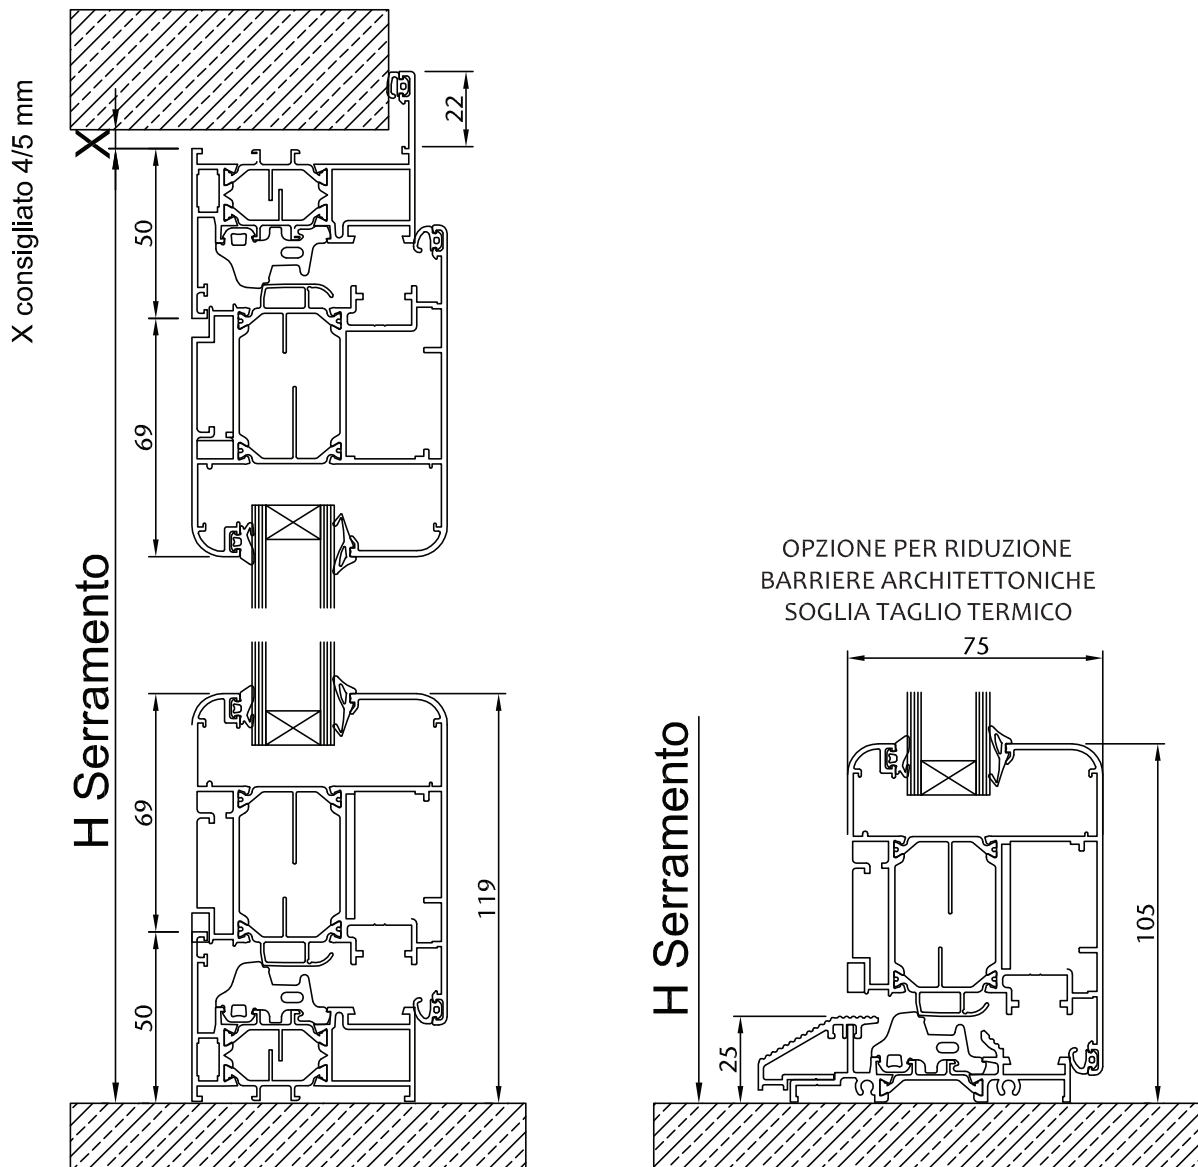 X consigliato 4/5 mm
X
22
50
69
H Serramento
69
50
119
OPZIONE PER RIDUZIONE
BARRIERE ARCHITETTONICHE
SOGLIA TAGLIO TERMICO
75
H Serramento
105
25